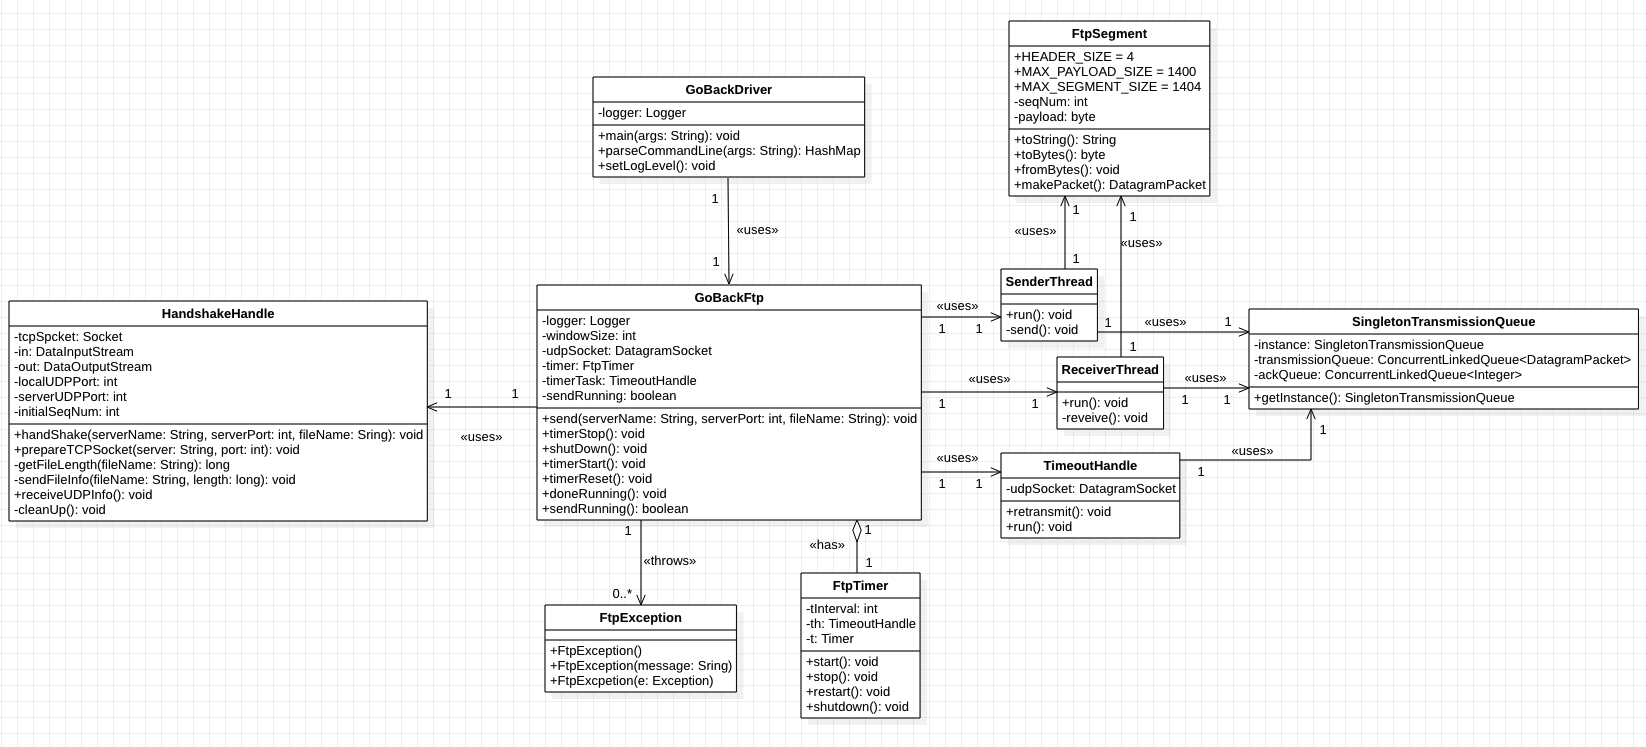 FtpSegment
+HEADER_SIZE = 4
+MAX_PAYLOAD_SIZE = 1400
+MAX_SEGMENT_SIZE = 1404
-seqNum: int
-payload: byte
+toString(): String
+toBytes(): byte
+fromBytes(): void
+makePacket(): DatagramPacket
GoBackDriver
-logger: Logger
+main(args: String): void
+parseCommandLine(args: String): HashMap
+setLogLevel(): void
1
«uses»
1
1
«uses»
1
1
«uses»
1
HandshakeHandle
-tcpSpcket: Socket
-in: DataInputStream
-out: DataOutputStream
-localUDPPort: int
-serverUDPPort: int
-initialSeqNum: int
+handShake(serverName: String, serverPort: int, fileName: Sring): void
+prepareTCPSocket(server: String, port: int): void
-getFileLength(fileName: String): long
-sendFileInfo(fileName: String, length: long): void
+receiveUDPInfo(): void
-cleanUp(): void
1
1
«uses»
GoBackFtp
-logger: Logger
-windowSize: int
-udpSocket: DatagramSocket
-timer: FtpTimer
-timerTask: TimeoutHandle
-sendRunning: boolean
+send(serverName: String, serverPort: int, fileName: String): void
+timerStop(): void
+shutDown(): void
+timerStart(): void
+timerReset(): void
+doneRunning(): void
+sendRunning(): boolean
«uses»
1
1
«uses»
1
1
«uses»
1
1
SenderThread
+run(): void
-send(): void
1
«uses»
1
ReceiverThread
+run(): void
-reveive(): void
«uses»
1
1
TimeoutHandle
-udpSocket: DatagramSocket
+retransmit(): void
+run(): void
«uses»
1
1
SingletonTransmissionQueue
-instance: SingletonTransmissionQueue
-transmissionQueue: ConcurrentLinkedQueue<DatagramPacket>
-ackQueue: ConcurrentLinkedQueue<Integer>
+getInstance(): SingletonTransmissionQueue
1
«throws»
0..*
FtpException
+FtpException()
+FtpException(message: Sring)
+FtpExcpetion(e: Exception)
1
«has»
1
FtpTimer
-tInterval: int
-th: TimeoutHandle
-t: Timer
+start(): void
+stop(): void
+restart(): void
+shutdown(): void